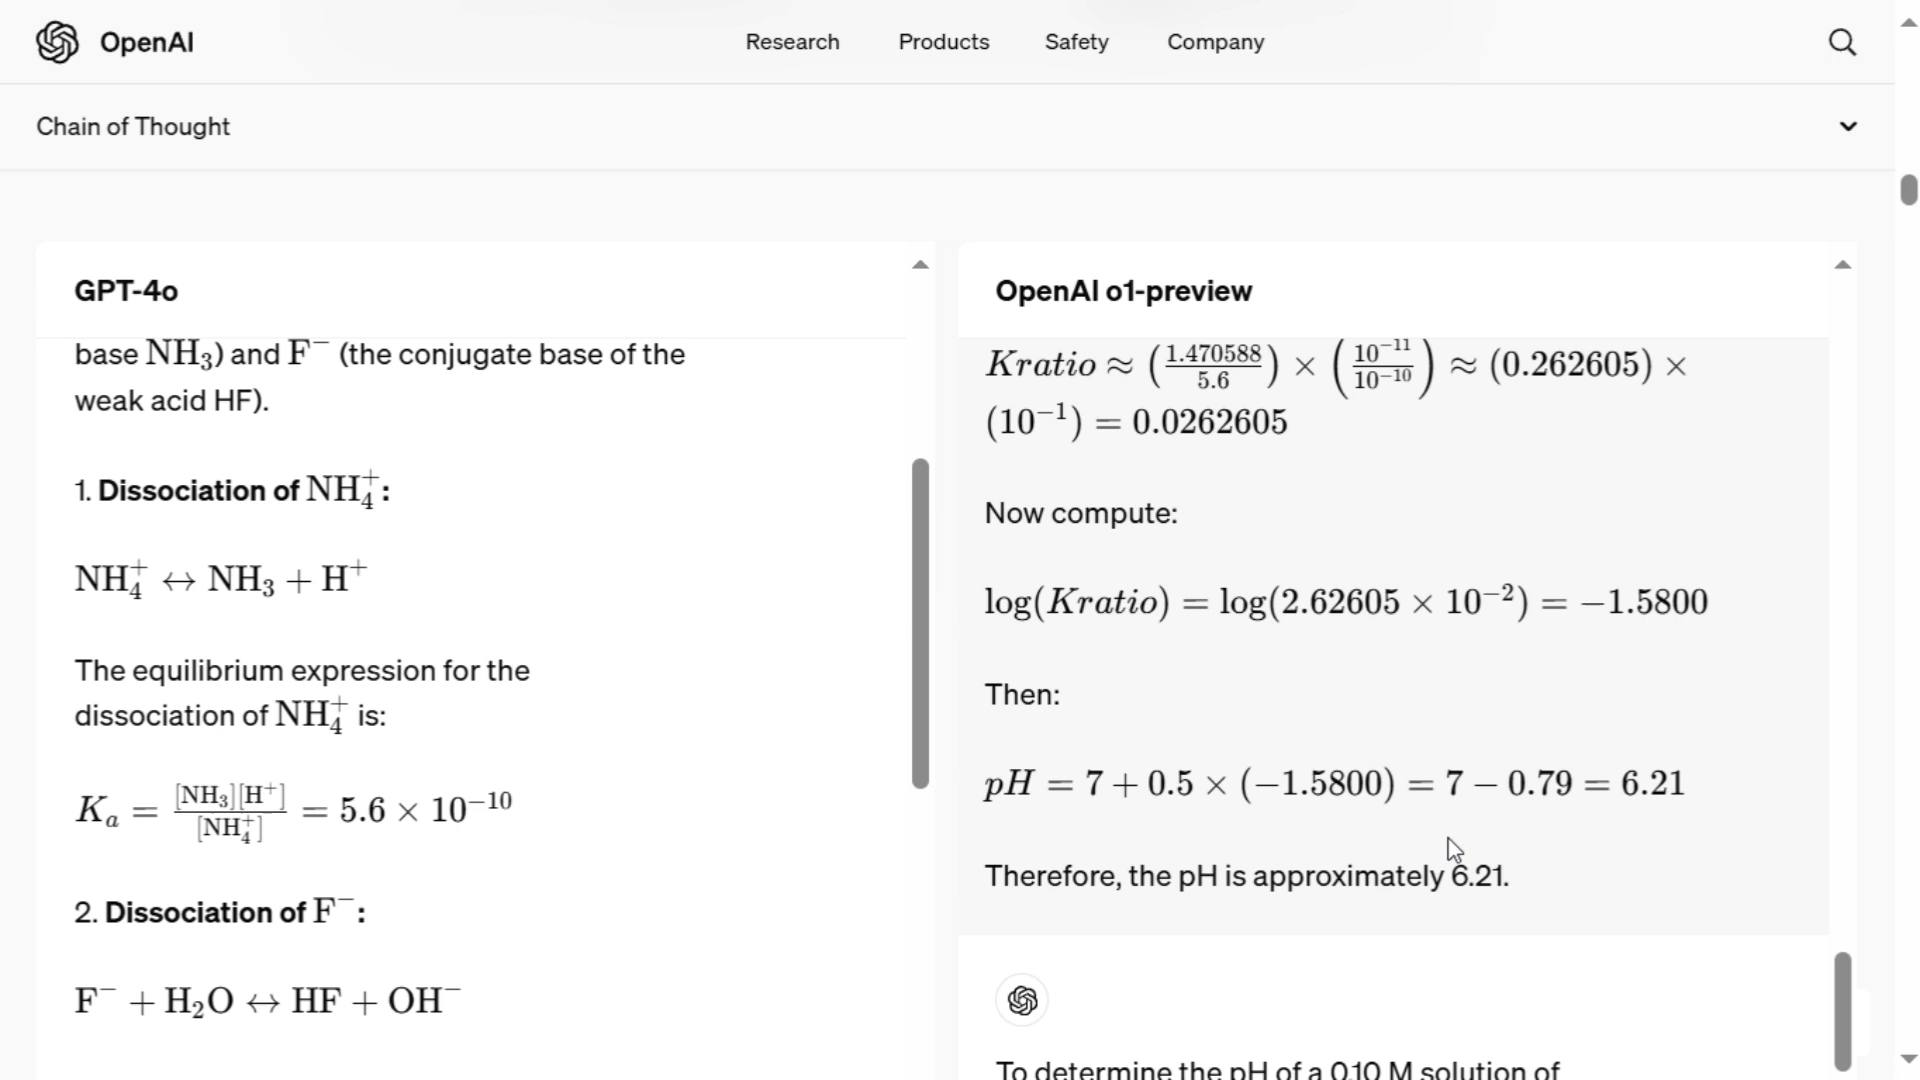 OpenAI
Research Products Safety Company
Chain of Thought
GPT-4o
base NH₃) and F⁻ (the conjugate base of the
weak acid HF).
1. Dissociation of NH₄⁺:
NH₄⁺ ↔ NH₃ + H⁺
The equilibrium expression for the
dissociation of NH₄⁺ is:
Kₐ = [NH₃][H⁺] / [NH₄⁺] = 5.6 × 10⁻¹⁰
2. Dissociation of F⁻:
F⁻ + H₂O ↔ HF + OH⁻
OpenAI o1-preview
Kratio ≈ (1.470588 / 5.6) × (10⁻¹¹ / 10⁻¹⁰) ≈ (0.262605) ×
(10⁻¹) = 0.0262605
Now compute:
log(Kratio) = log(2.62605 × 10⁻²) = −1.5800
Then:
pH = 7 + 0.5 × (−1.5800) = 7 − 0.79 = 6.21
Therefore, the pH is approximately 6.21.
To determine the pH of a 0.10 M solution of